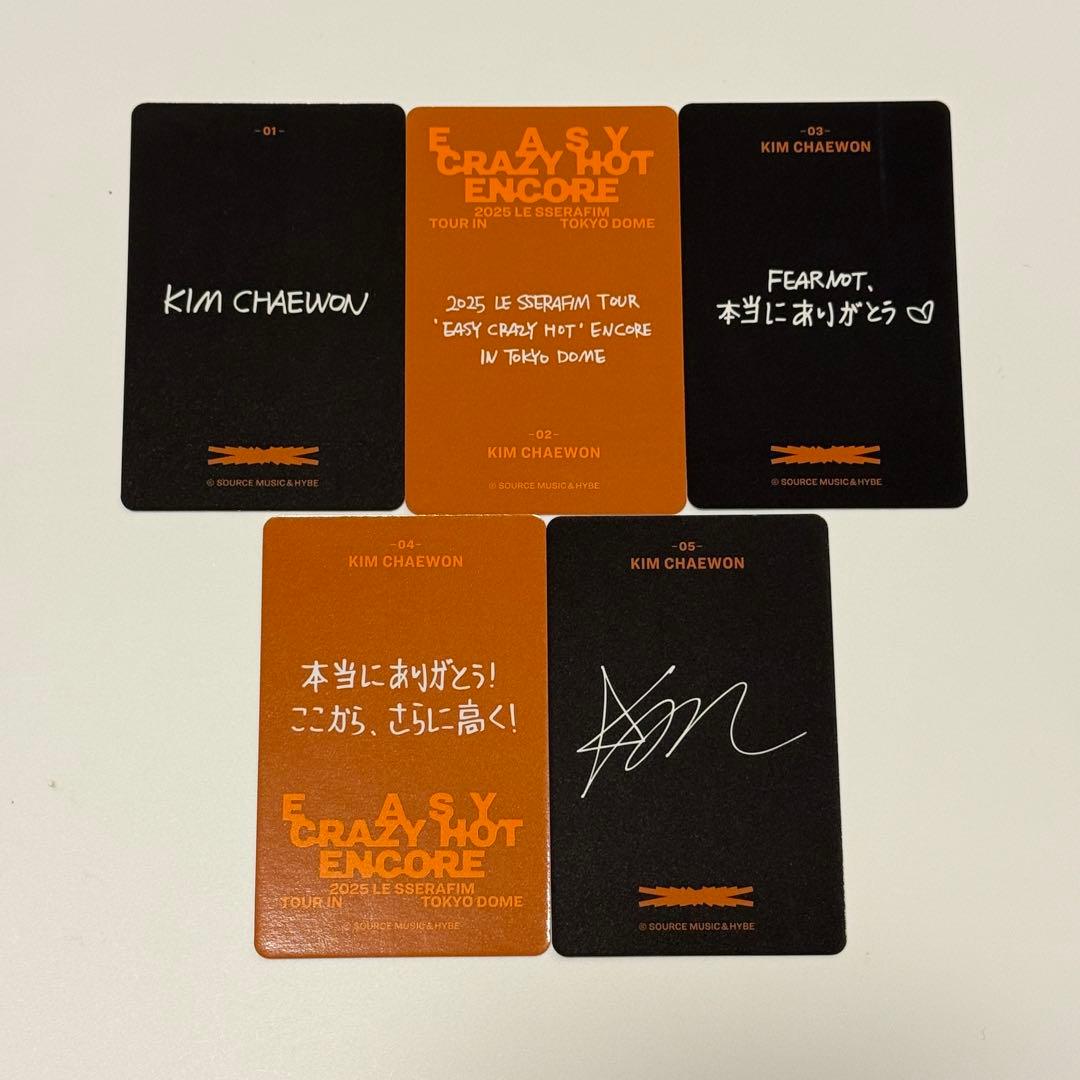 -01-
KIM CHAEWON
© SOURCE MUSIC & HYBE
EASY
CRAZY HOT
ENCORE
2025 LE SSERAFIM
TOUR IN TOKYO DOME
2025 LE SSERAFIM TOUR
'EASY CRAZY HOT' ENCORE
IN TOKYO DOME
-02-
KIM CHAEWON
© SOURCE MUSIC & HYBE
-03-
KIM CHAEWON
FEARNOT,
本当にありがとう♡
© SOURCE MUSIC & HYBE
-04-
KIM CHAEWON
本当にありがとう!
ここから、さらに高く!
EASY
CRAZY HOT
ENCORE
2025 LE SSERAFIM
TOUR IN TOKYO DOME
© SOURCE MUSIC & HYBE
-05-
KIM CHAEWON
© SOURCE MUSIC & HYBE